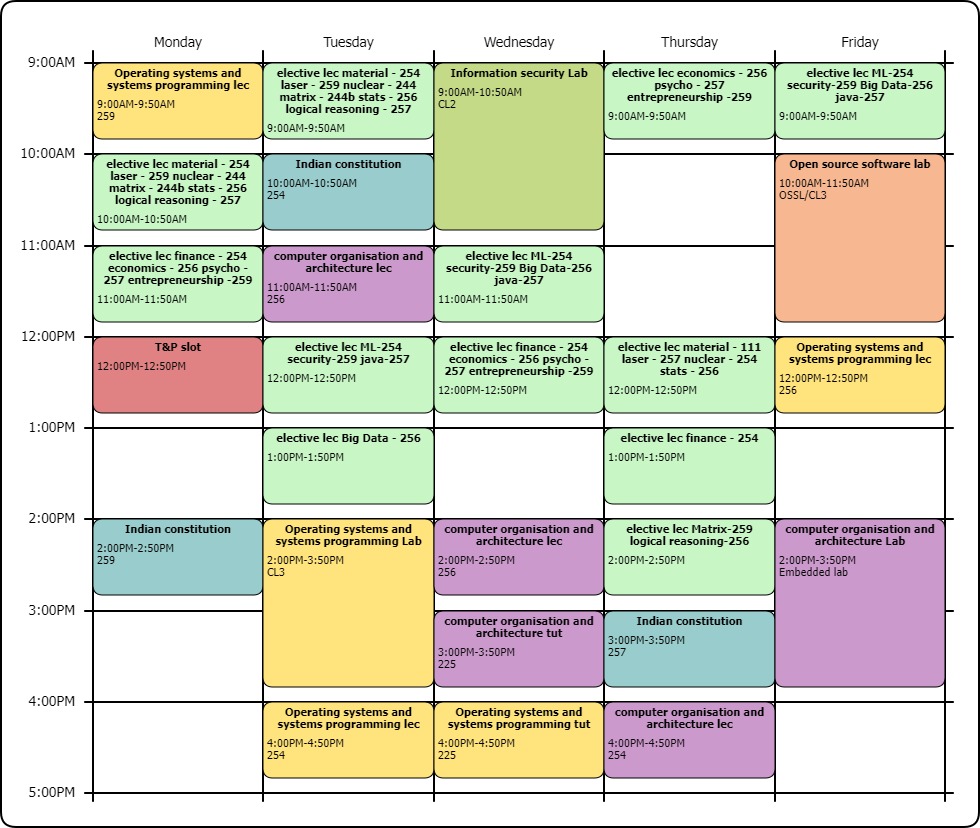 Monday Tuesday Wednesday Thursday Friday
9:00AM
Operating systems and
systems programming lec
9:00AM-9:50AM
259
elective lec material - 254
laser - 259 nuclear - 244
matrix - 244b stats - 256
logical reasoning - 257
9:00AM-9:50AM
Information security Lab
9:00AM-10:50AM
CL2
elective lec economics - 256
psycho - 257
entrepreneurship -259
9:00AM-9:50AM
elective lec ML-254
security-259 Big Data-256
java-257
9:00AM-9:50AM
10:00AM
elective lec material - 254
laser - 259 nuclear - 244
matrix - 244b stats - 256
logical reasoning - 257
10:00AM-10:50AM
Indian constitution
10:00AM-10:50AM
254
Open source software lab
10:00AM-11:50AM
OSSL/CL3
11:00AM
elective lec finance - 254
economics - 256 psycho -
257 entrepreneurship -259
11:00AM-11:50AM
computer organisation and
architecture lec
11:00AM-11:50AM
256
elective lec ML-254
security-259 Big Data-256
java-257
11:00AM-11:50AM
12:00PM
T&P slot
12:00PM-12:50PM
elective lec ML-254
security-259 java-257
12:00PM-12:50PM
elective lec finance - 254
economics - 256 psycho -
257 entrepreneurship -259
12:00PM-12:50PM
elective lec material - 111
laser - 257 nuclear - 254
stats - 256
12:00PM-12:50PM
Operating systems and
systems programming lec
12:00PM-12:50PM
256
1:00PM
elective lec Big Data - 256
1:00PM-1:50PM
elective lec finance - 254
1:00PM-1:50PM
2:00PM
Indian constitution
2:00PM-2:50PM
259
Operating systems and
systems programming Lab
2:00PM-3:50PM
CL3
computer organisation and
architecture lec
2:00PM-2:50PM
256
elective lec Matrix-259
logical reasoning-256
2:00PM-2:50PM
computer organisation and
architecture Lab
2:00PM-3:50PM
Embedded lab
3:00PM
computer organisation and
architecture tut
3:00PM-3:50PM
225
Indian constitution
3:00PM-3:50PM
257
4:00PM
Operating systems and
systems programming lec
4:00PM-4:50PM
254
Operating systems and
systems programming tut
4:00PM-4:50PM
225
computer organisation and
architecture lec
4:00PM-4:50PM
254
5:00PM